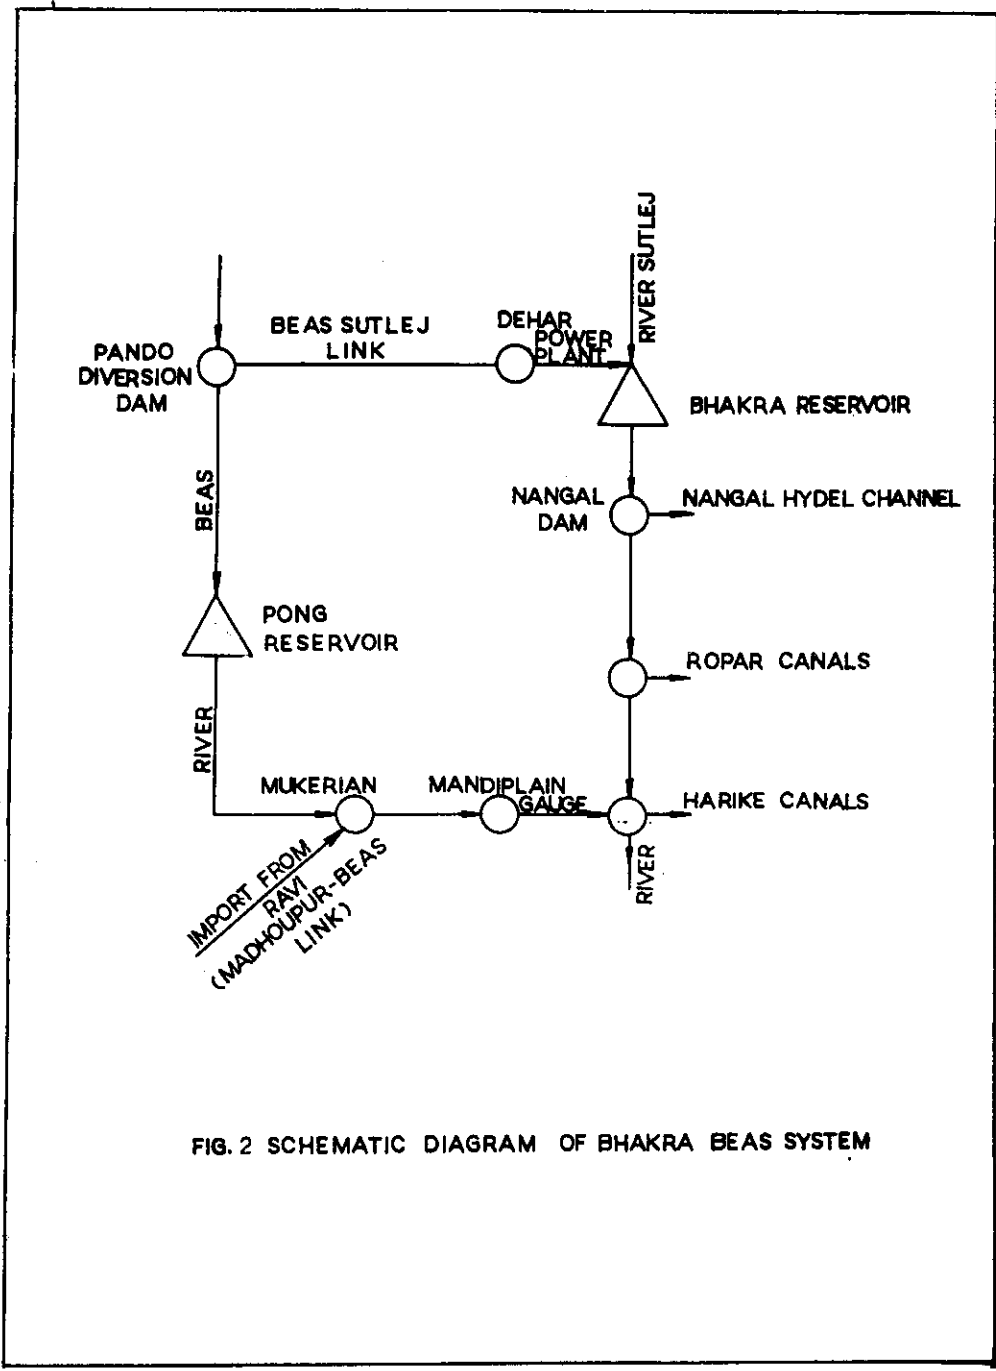 RIVER SUTLEJ
BEAS SUTLEJ
LINK
DEHAR
POWER
PLANT
PANDO
DIVERSION
DAM
BHAKRA RESERVOIR
BEAS
NANGAL
DAM
NANGAL HYDEL CHANNEL
PONG
RESERVOIR
ROPAR CANALS
RIVER
MUKERIAN
MANDIPLAIN
GAUGE
HARIKE CANALS
IMPORT FROM
RAVI
(MADHOUPUR-BEAS
LINK)
RIVER
FIG. 2 SCHEMATIC DIAGRAM OF BHAKRA BEAS SYSTEM